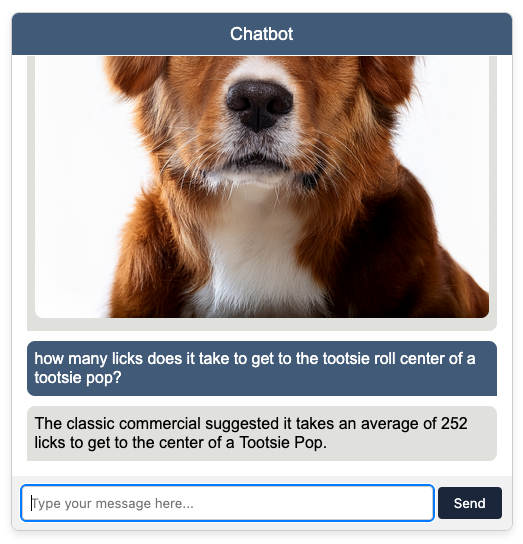 Chatbot
how many licks does it take to get to the tootsie roll center of a
tootsie pop?
The classic commercial suggested it takes an average of 252
licks to get to the center of a Tootsie Pop.
Type your message here...
Send